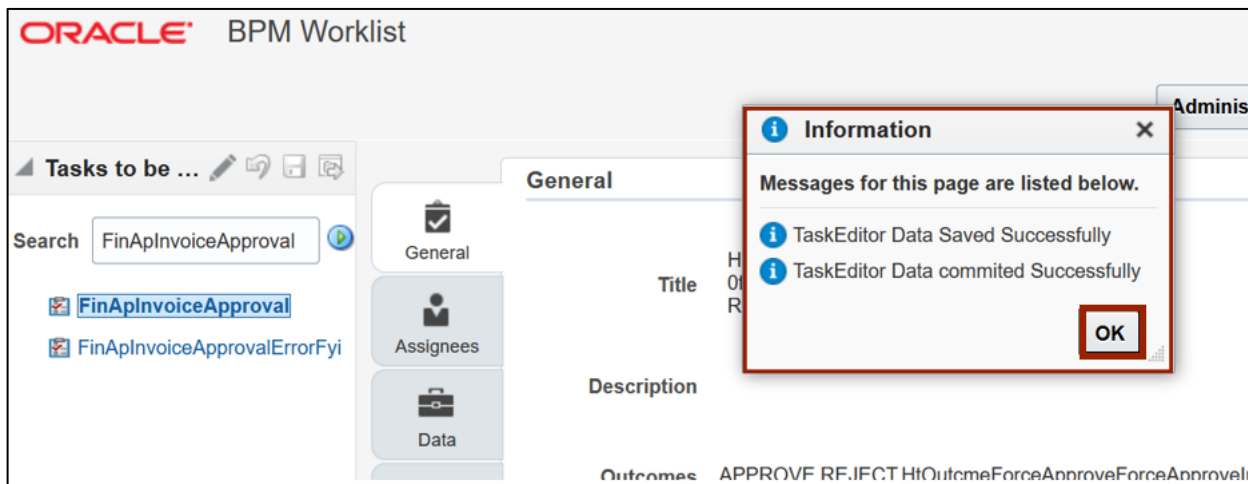 ORACLE BPM Worklist
Adminis
Information
Messages for this page are listed below.
TaskEditor Data Saved Successfully
TaskEditor Data commited Successfully
OK
Tasks to be ...
Search FinApInvoiceApproval
FinApInvoiceApproval
FinApInvoiceApprovalErrorFyi
General
Assignees
Data
General
Title
Description
Outcomes APPROVE REJECT HtOutcmeForceApproveForceApproveI